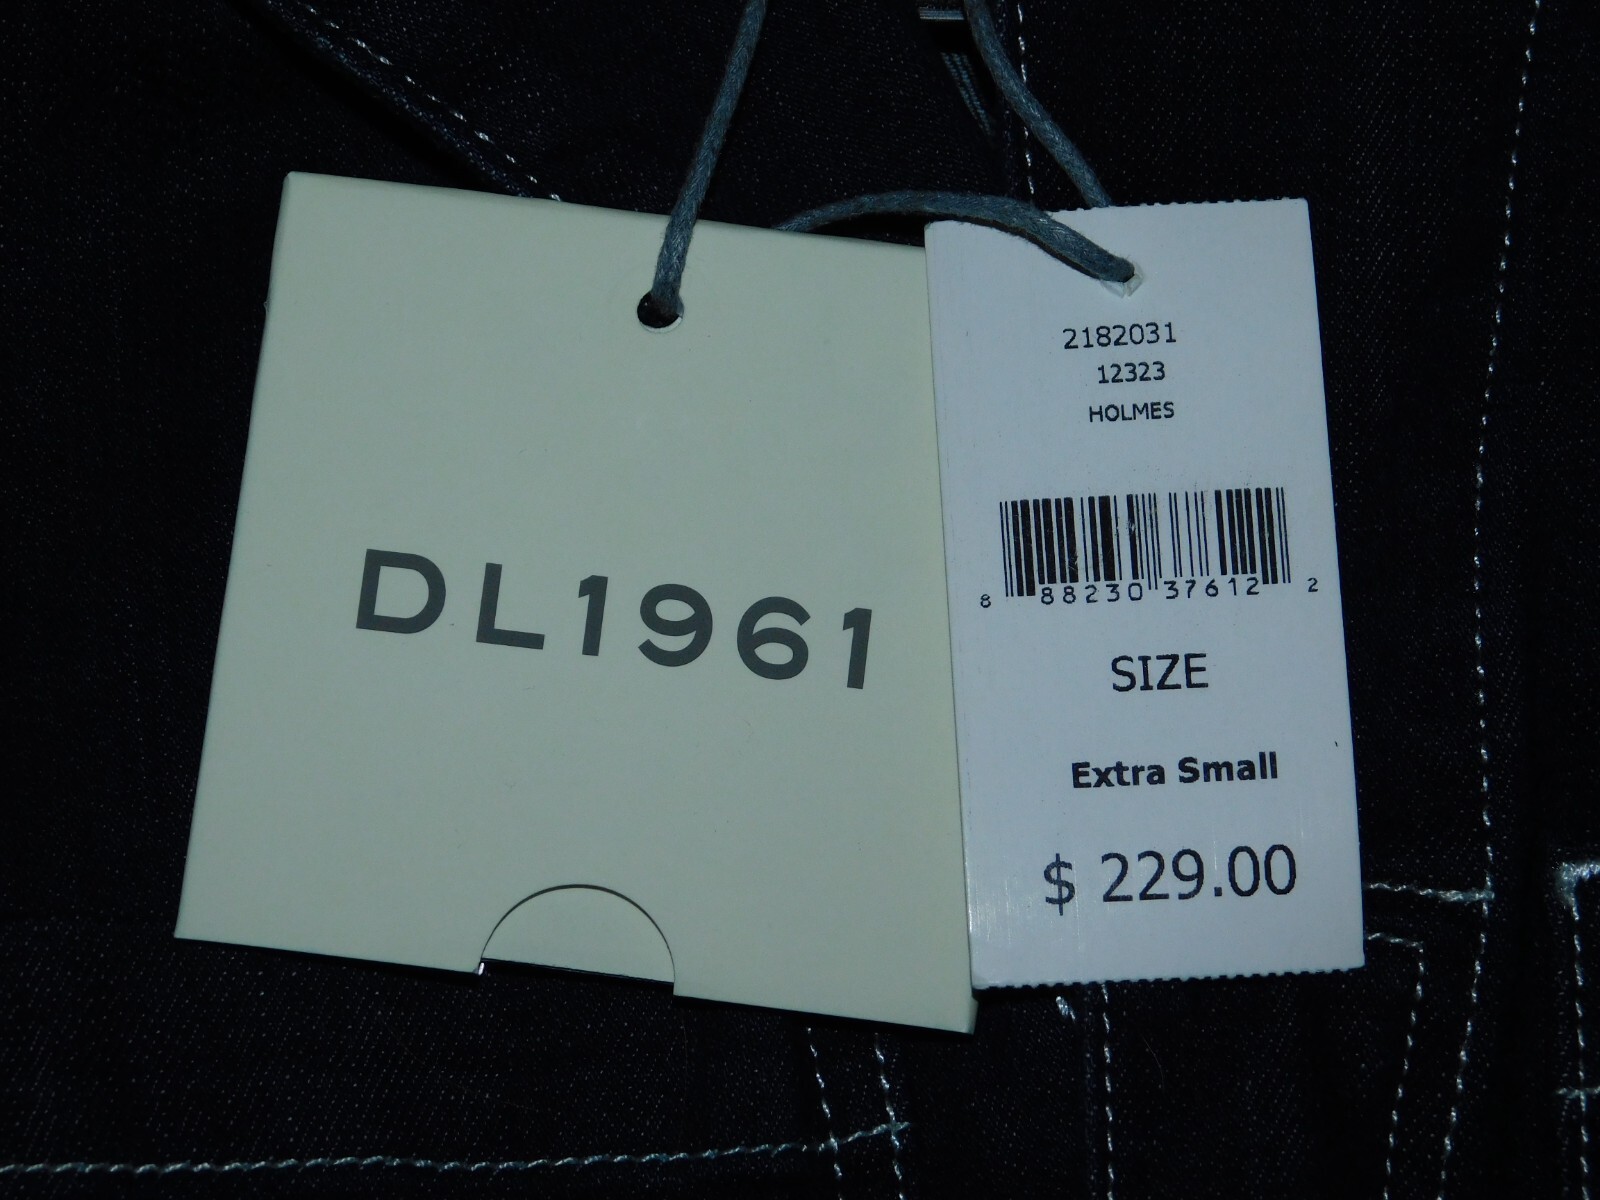 DL1961
2182031
12323
HOLMES
8 88230 37612 2
SIZE
Extra Small
$ 229.00